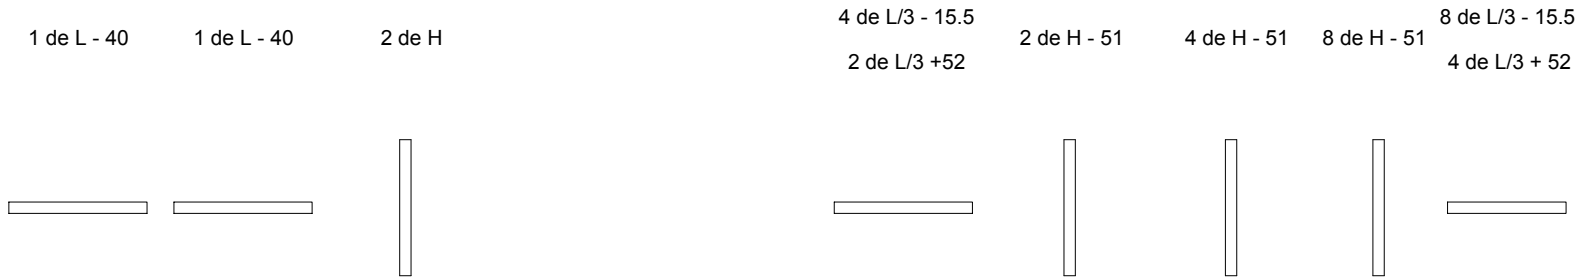 1 de L - 40
1 de L - 40
2 de H
4 de L/3 - 15.5
2 de L/3 +52
2 de H - 51
4 de H - 51
8 de H - 51
8 de L/3 - 15.5
4 de L/3 + 52